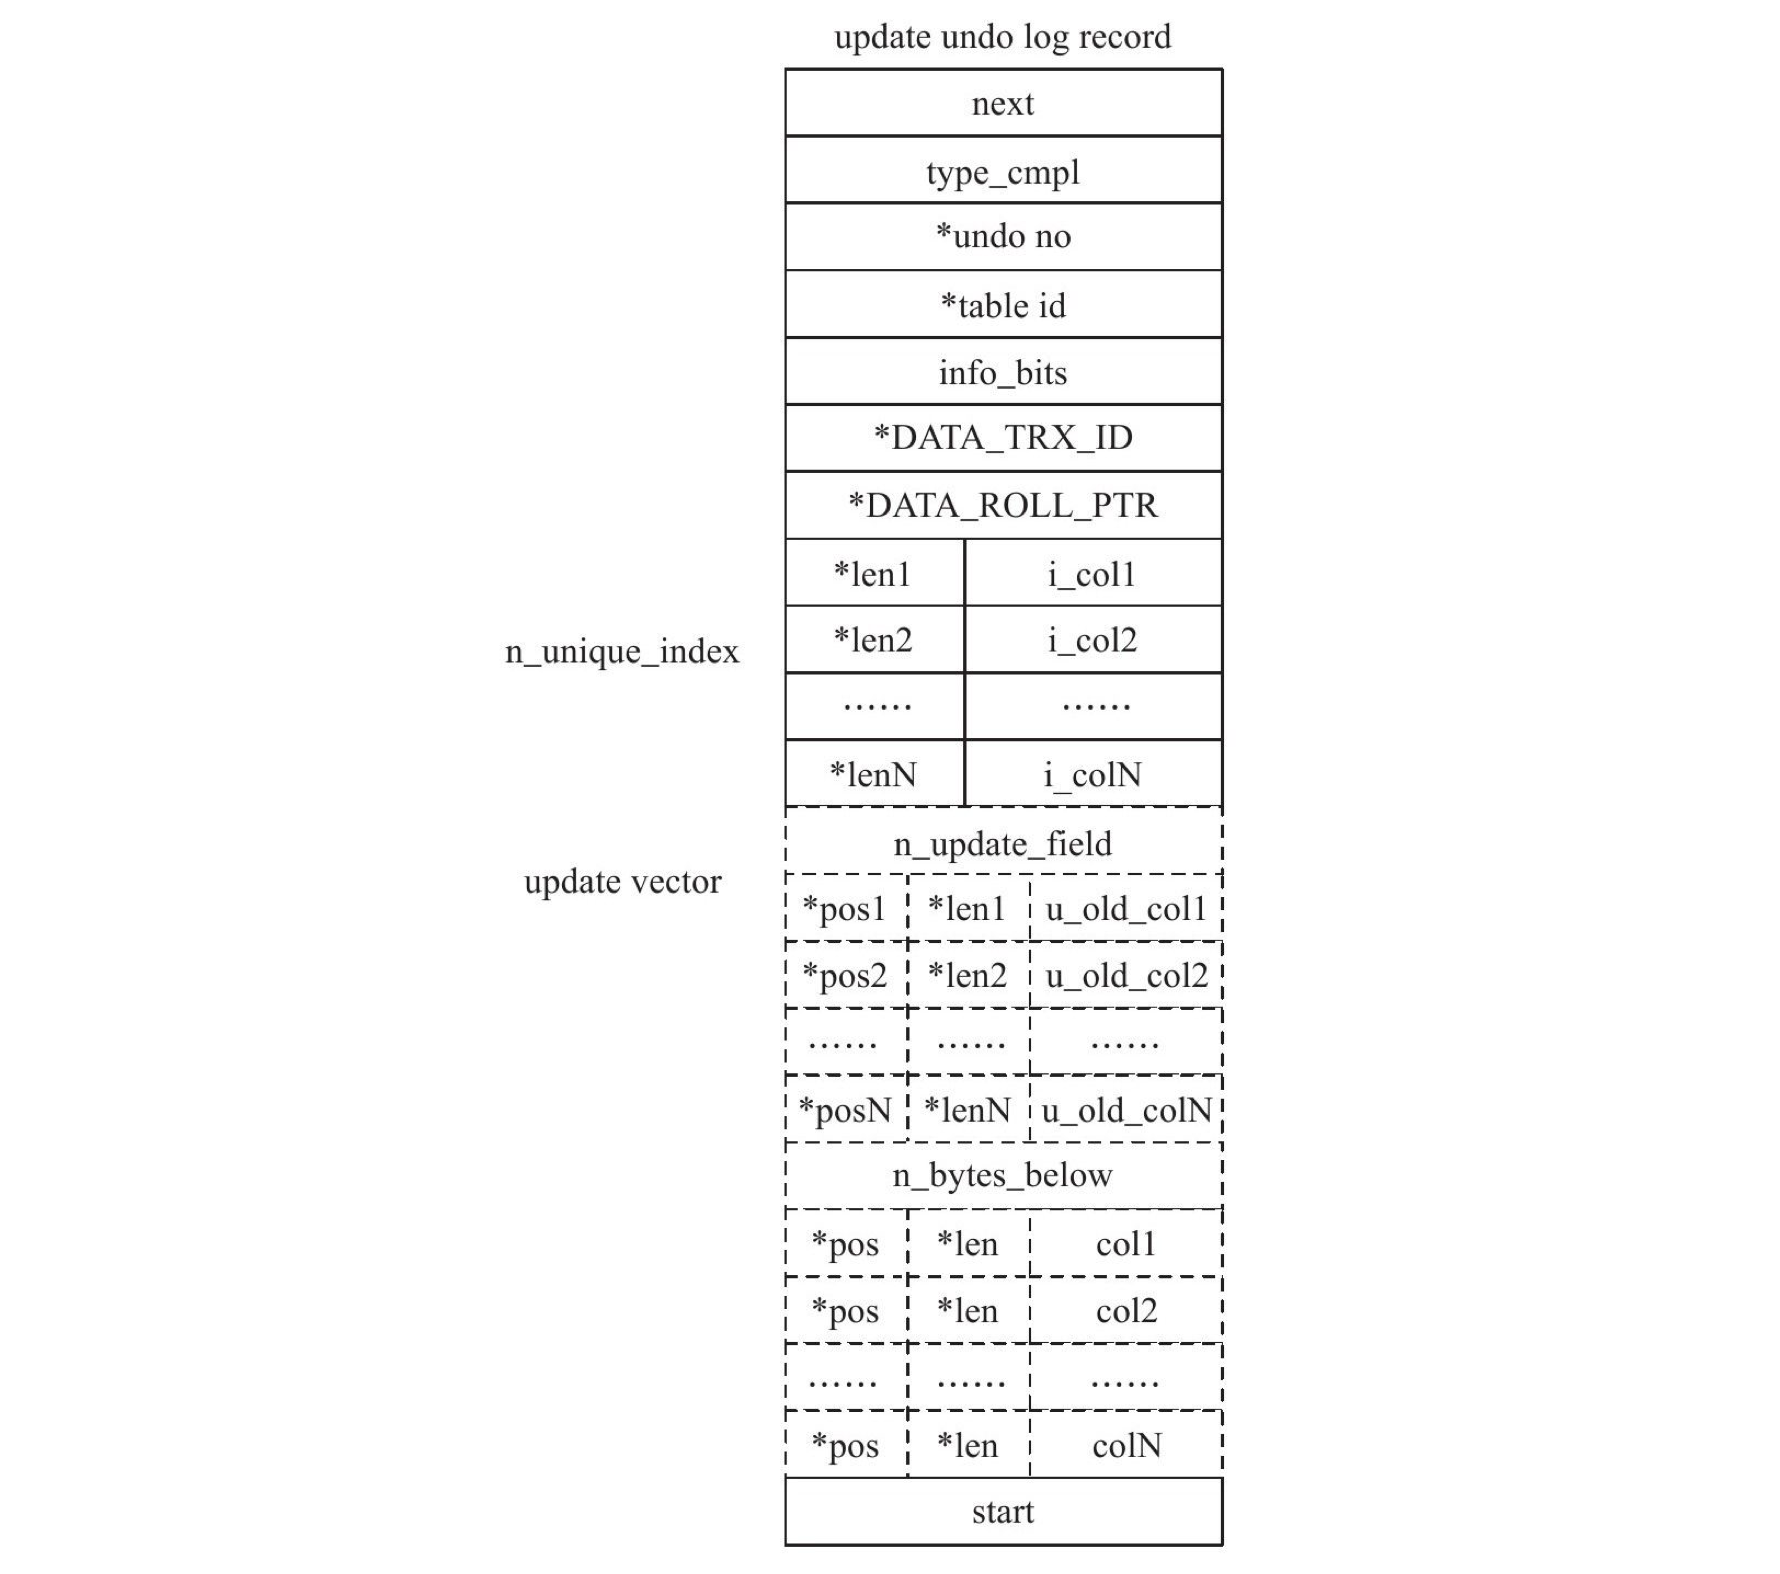 update undo log record
next
type_cmpl
*undo no
*table id
info_bits
*DATA_TRX_ID
*DATA_ROLL_PTR
*len1 i_col1
n_unique_index
*len2 i_col2
...... ......
*lenN i_colN
n_update_field
update vector
*pos1 *len1 u_old_col1
*pos2 *len2 u_old_col2
...... ...... ......
*posN *lenN u_old_colN
n_bytes_below
*pos *len col1
*pos *len col2
...... ...... ......
*pos *len colN
start